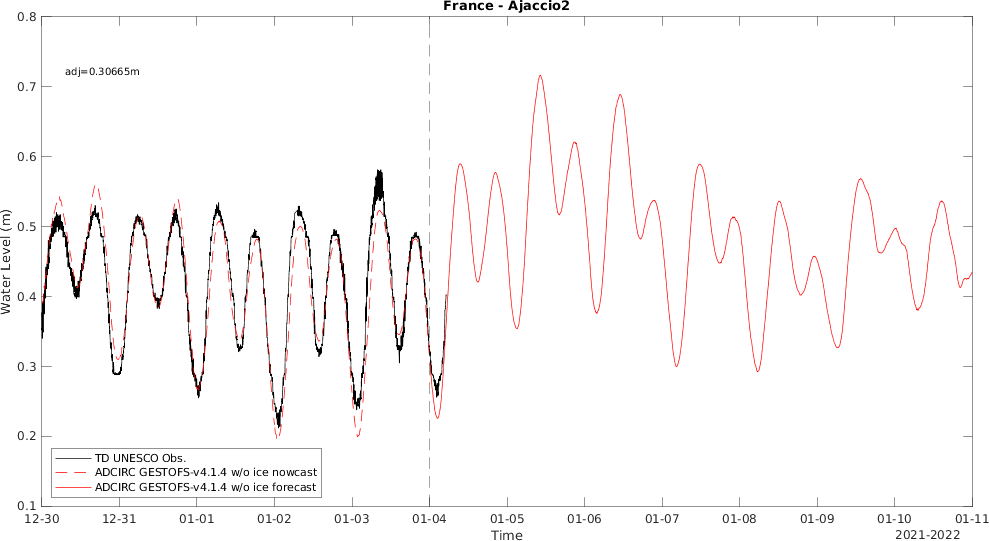 France - Ajaccio2
0.8
0.7
0.6
0.5
0.4
0.3
0.2
0.1
Water Level (m)
adj=0.30665m
TD UNESCO Obs.
ADCIRC GESTOFS-v4.1.4 w/o ice nowcast
ADCIRC GESTOFS-v4.1.4 w/o ice forecast
12-30 12-31 01-01 01-02 01-03 01-04 01-05 01-06 01-07 01-08 01-09 01-10 01-11
Time
2021-2022